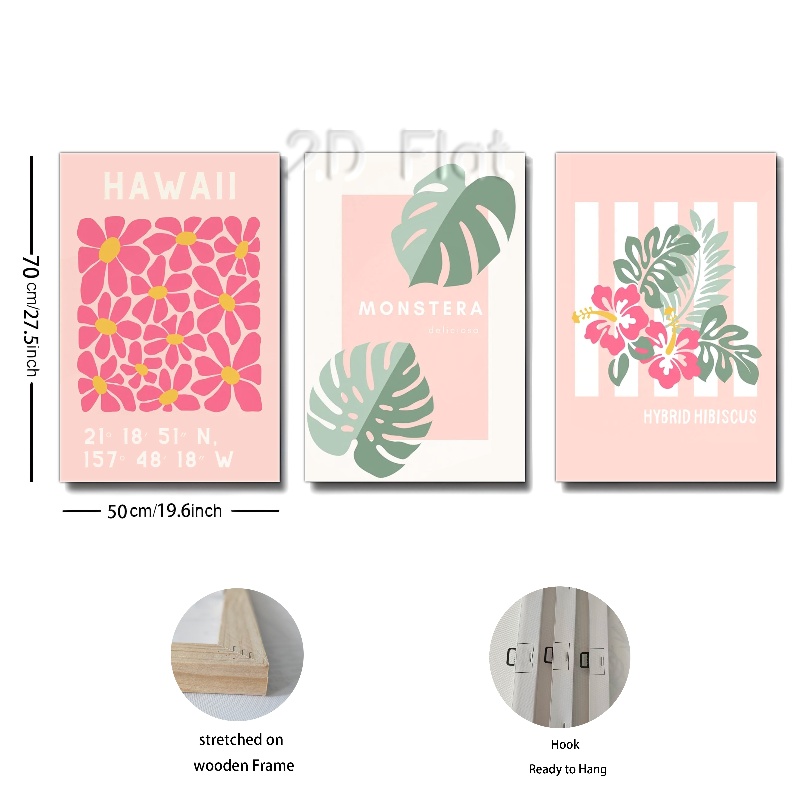 2D Flat
HAWAII
21° 18' 51" N,
157° 48' 18" W
MONSTERA
deliciosa
HYBRID HIBISCUS
70 cm/27.5inch
50 cm/19.6inch
stretched on
wooden Frame
Hook
Ready to Hang